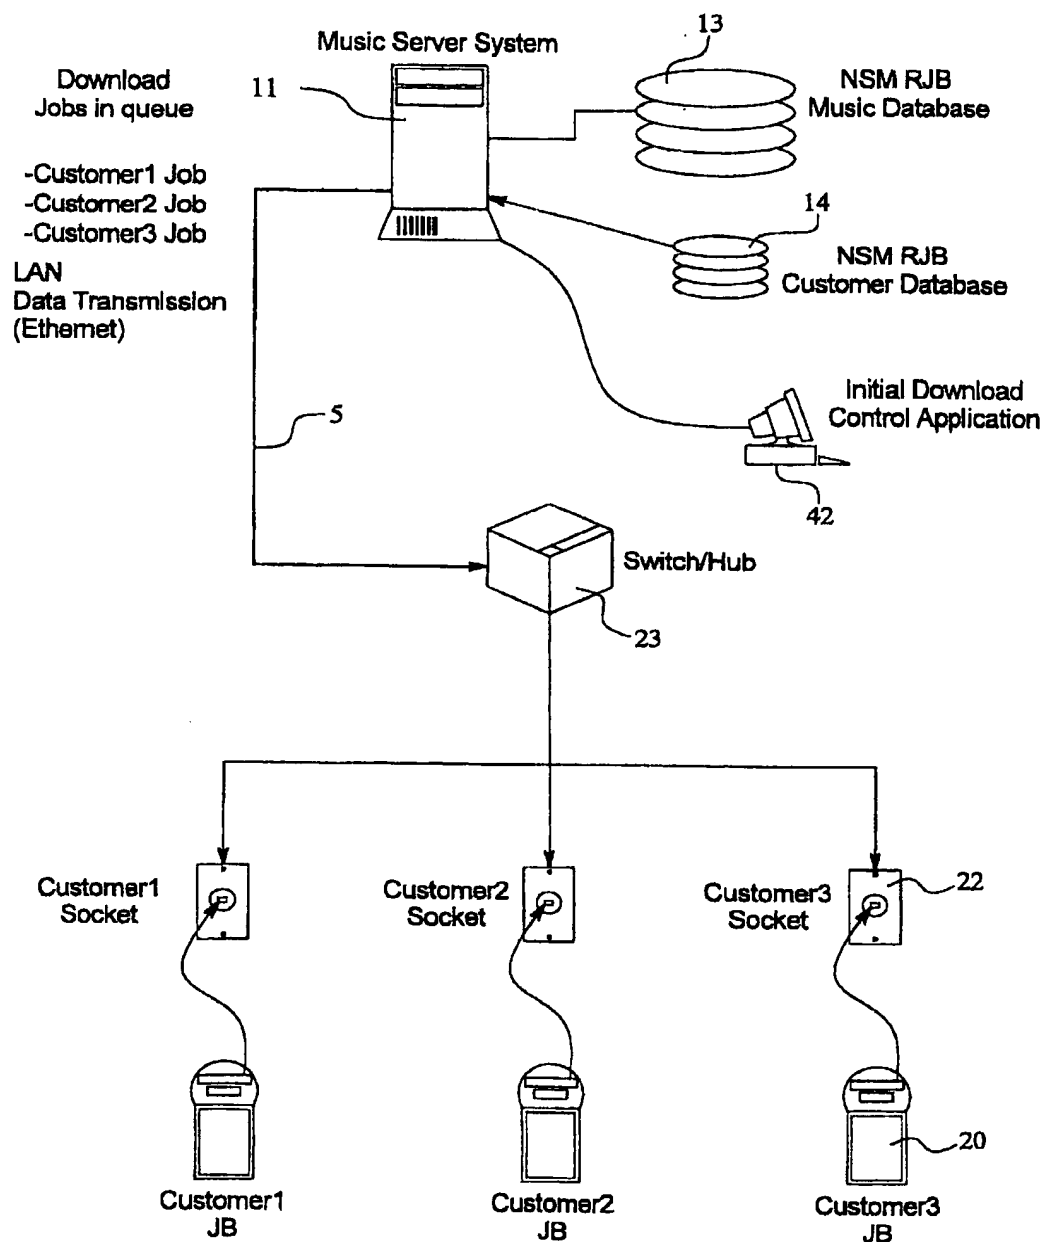 Music Server System
13
Download
Jobs in queue
11
NSM RJB
Music Database
-Customer1 Job
-Customer2 Job
-Customer3 Job
14
LAN
Data Transmission
(Ethernet)
NSM RJB
Customer Database
Initial Download
Control Application
5
42
Switch/Hub
23
Customer1
Socket
Customer2
Socket
Customer3
Socket
22
20
Customer1
JB
Customer2
JB
Customer3
JB